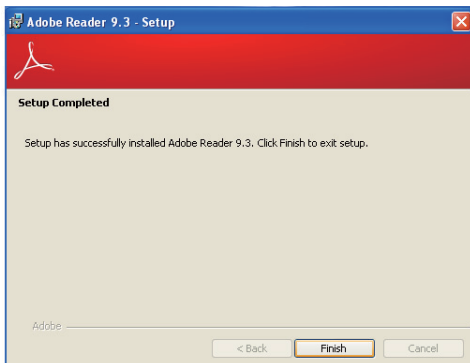 Adobe Reader 9.3 - Setup
Setup Completed
Setup has successfully installed Adobe Reader 9.3. Click Finish to exit setup.
Adobe
< Back Finish Cancel